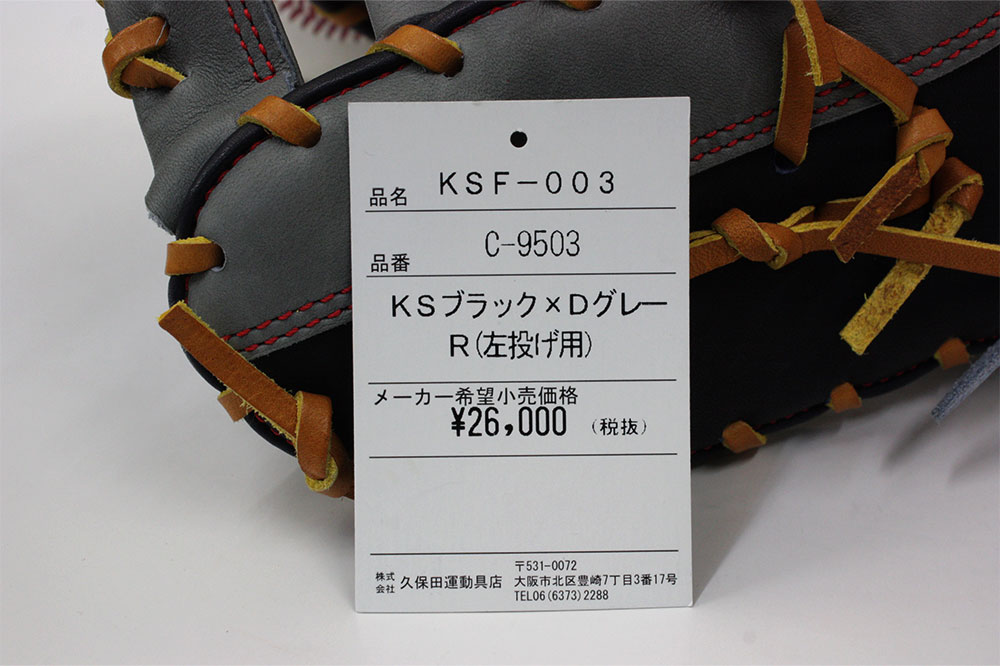 品名 KSF-003
品番 C-9503
KSブラック×Dグレー
R(左投げ用)
メーカー希望小売価格
¥26,000 (税抜)
株式会社 久保田運動具店
〒531-0072
大阪市北区豊崎7丁目3番17号
TEL06(6373)2288